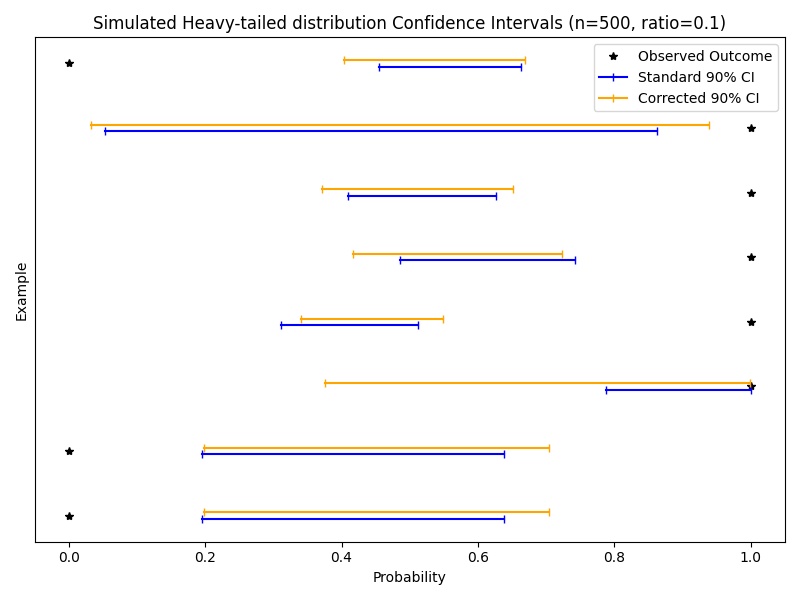 Simulated Heavy-tailed distribution Confidence Intervals (n=500, ratio=0.1)
Observed Outcome
Standard 90% CI
Corrected 90% CI
Example
0.0 0.2 0.4 0.6 0.8 1.0
Probability